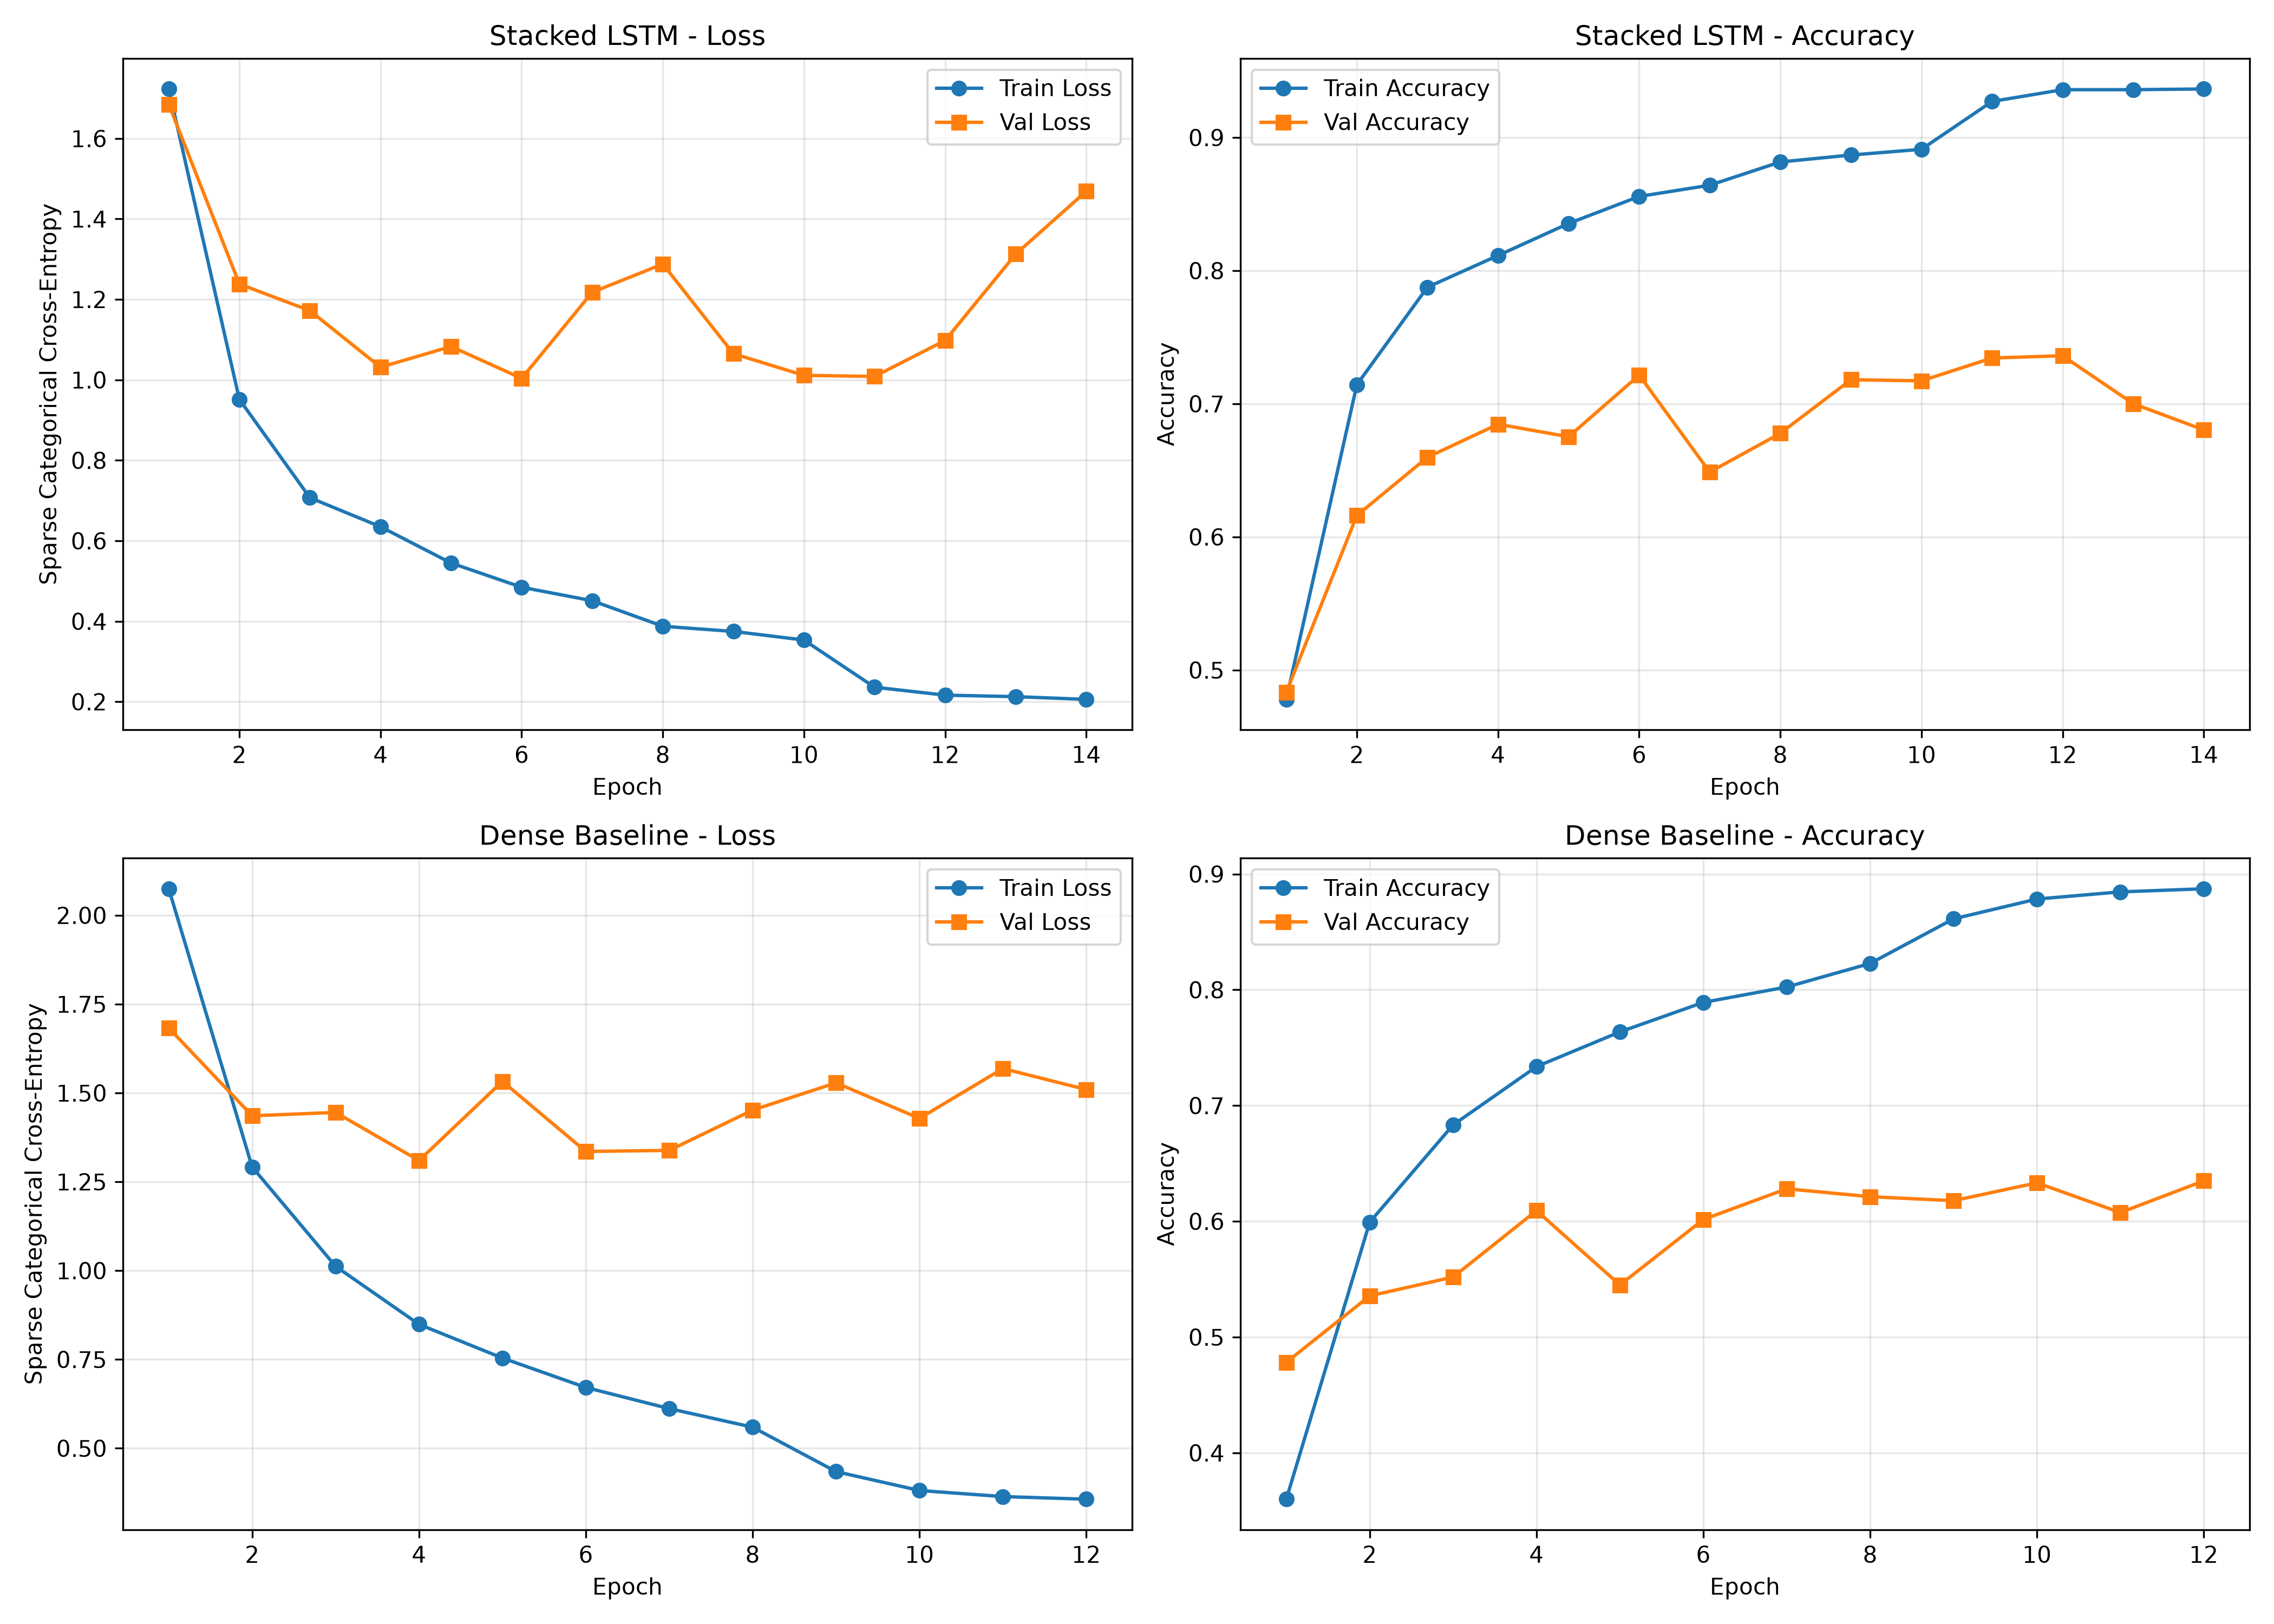 Stacked LSTM - Loss
Train Loss
Val Loss
Sparse Categorical Cross-Entropy
1.6
1.4
1.2
1.0
0.8
0.6
0.4
0.2
2 4 6 8 10 12 14
Epoch
Stacked LSTM - Accuracy
Train Accuracy
Val Accuracy
Accuracy
0.9
0.8
0.7
0.6
0.5
2 4 6 8 10 12 14
Epoch
Dense Baseline - Loss
Train Loss
Val Loss
Sparse Categorical Cross-Entropy
2.00
1.75
1.50
1.25
1.00
0.75
0.50
2 4 6 8 10 12
Epoch
Dense Baseline - Accuracy
Train Accuracy
Val Accuracy
Accuracy
0.9
0.8
0.7
0.6
0.5
0.4
2 4 6 8 10 12
Epoch